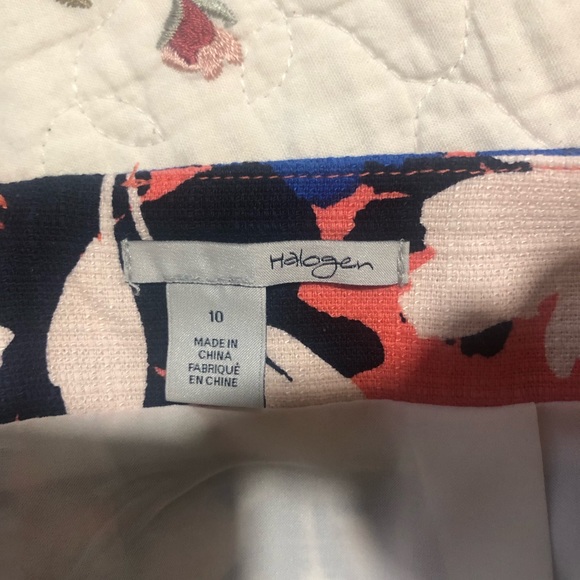 Halogen
10
MADE IN
CHINA
FABRIQUÉ
EN CHINE